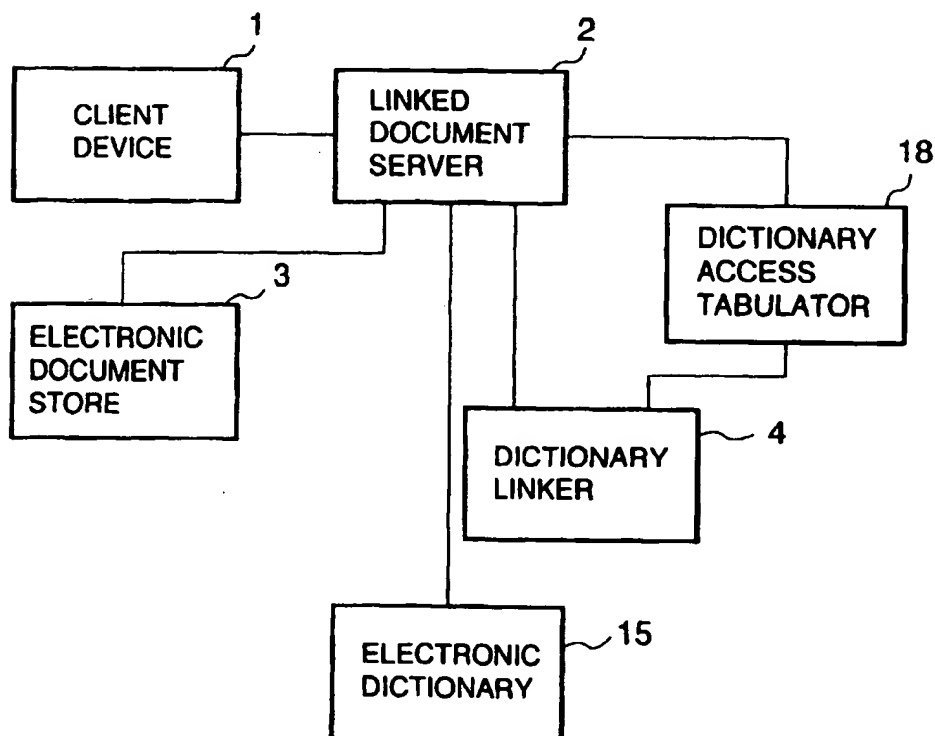 1
CLIENT
DEVICE
2
LINKED
DOCUMENT
SERVER
18
DICTIONARY
ACCESS
TABULATOR
3
ELECTRONIC
DOCUMENT
STORE
4
DICTIONARY
LINKER
15
ELECTRONIC
DICTIONARY